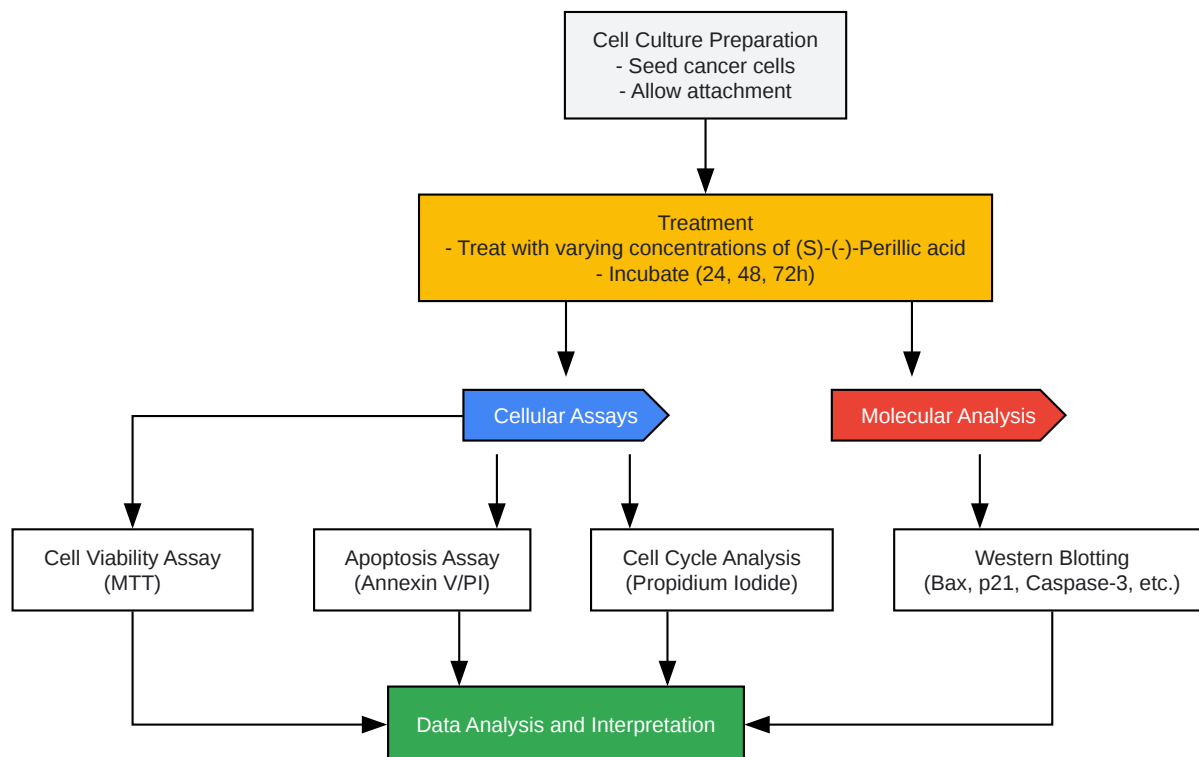 Cell Culture Preparation
- Seed cancer cells
- Allow attachment
Treatment
- Treat with varying concentrations of (S)-(-)-Perillic acid
- Incubate (24, 48, 72h)
Cellular Assays
Molecular Analysis
Cell Viability Assay
(MTT)
Apoptosis Assay
(Annexin V/PI)
Cell Cycle Analysis
(Propidium Iodide)
Western Blotting
(Bax, p21, Caspase-3, etc.)
Data Analysis and Interpretation